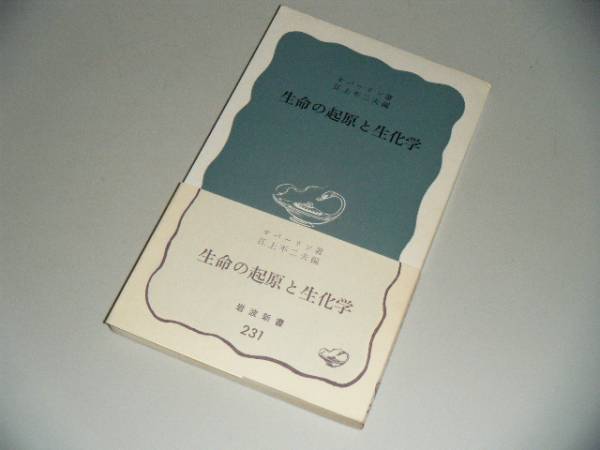 オパーリン著
江上不二夫編
生命の起原と生化学
オパーリン著
江上不二夫編
生命の起原と生化学
岩波新書
231